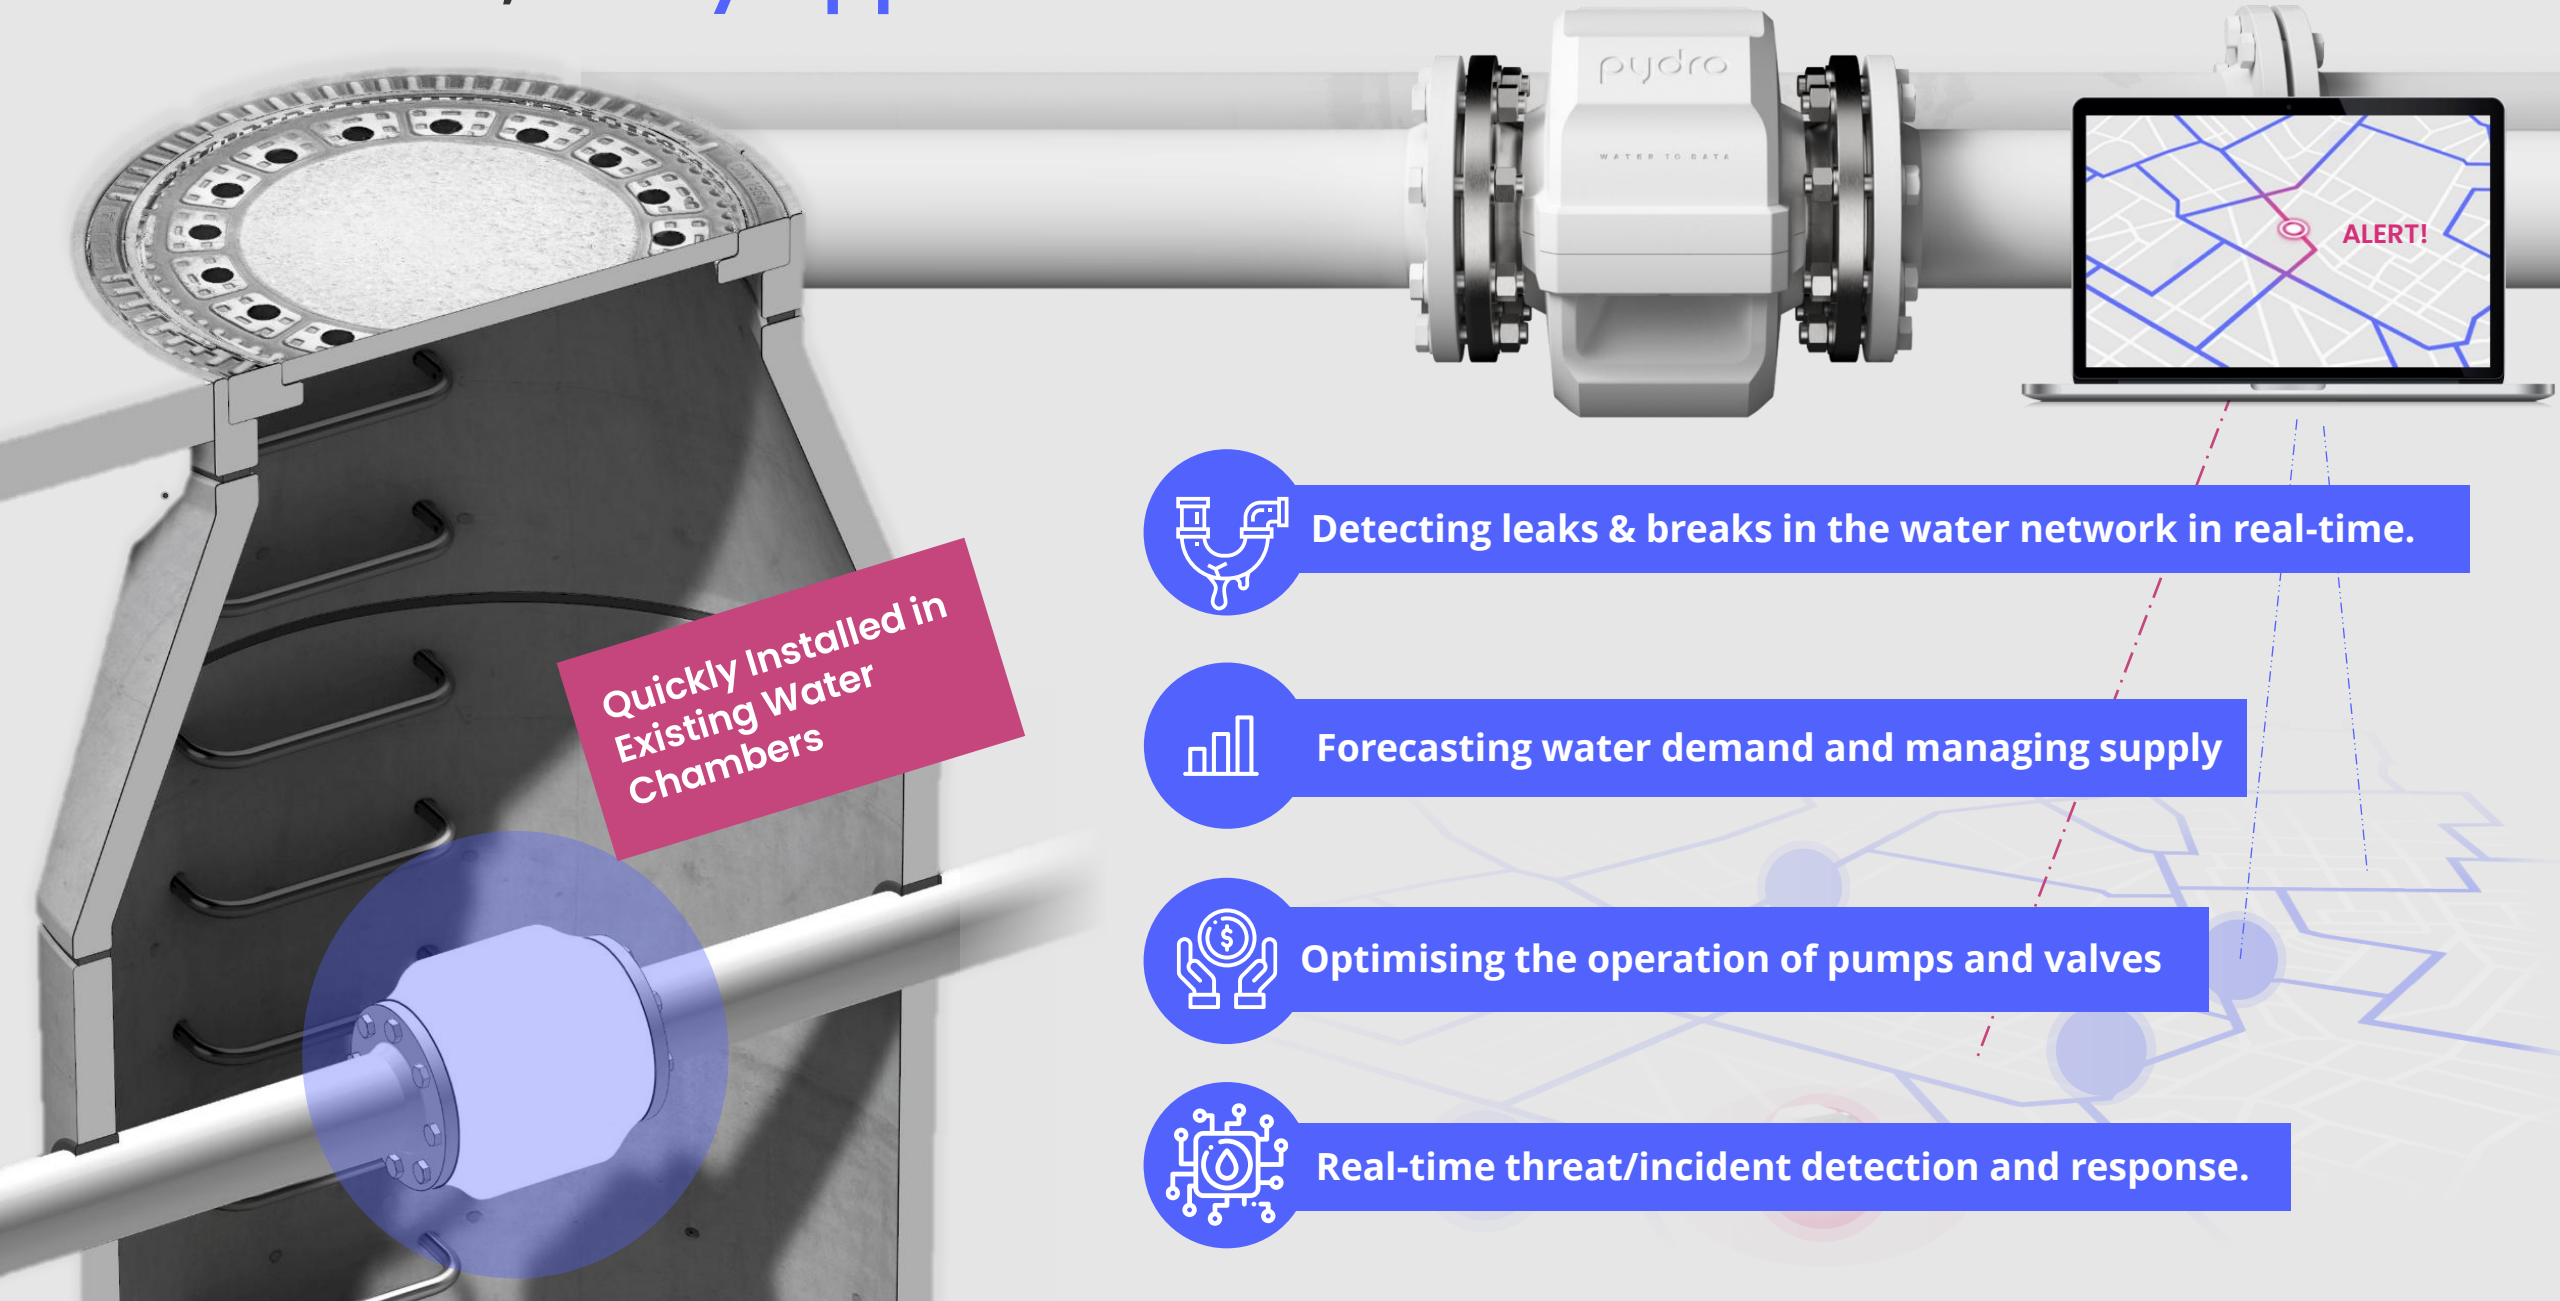 pydro
WATER TO DATA
ALERT!
Detecting leaks & breaks in the water network in real-time.
Quickly Installed in
Existing Water
Chambers
Forecasting water demand and managing supply
Optimising the operation of pumps and valves
Real-time threat/incident detection and response.